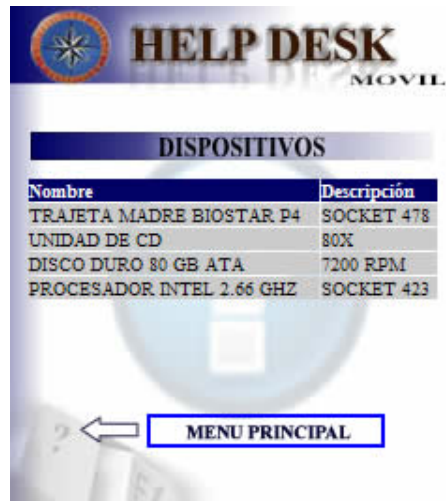 HELP DESK
MOVIL
DISPOSITIVOS
Nombre Descripción
TRAJETA MADRE BIOSTAR P4 SOCKET 478
UNIDAD DE CD 80X
DISCO DURO 80 GB ATA 7200 RPM
PROCESADOR INTEL 2.66 GHZ SOCKET 423
MENU PRINCIPAL
?